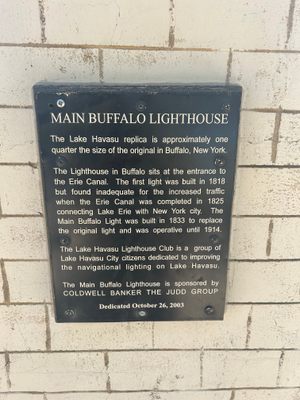 MAIN BUFFALO LIGHTHOUSE
The Lake Havasu replica is approximately one
quarter the size of the original in Buffalo, New York.
The Lighthouse in Buffalo sits at the entrance to
the Erie Canal. The first light was built in 1818
but found inadequate for the increased traffic
when the Erie Canal was completed in 1825
connecting Lake Erie with New York city. The
Main Buffalo Light was built in 1833 to replace
the original light and was operative until 1914.
The Lake Havasu Lighthouse Club is a group of
Lake Havasu City citizens dedicated to improving
the navigational lighting on Lake Havasu.
The Main Buffalo Lighthouse is sponsored by
COLDWELL BANKER THE JUDD GROUP
Dedicated October 26, 2003